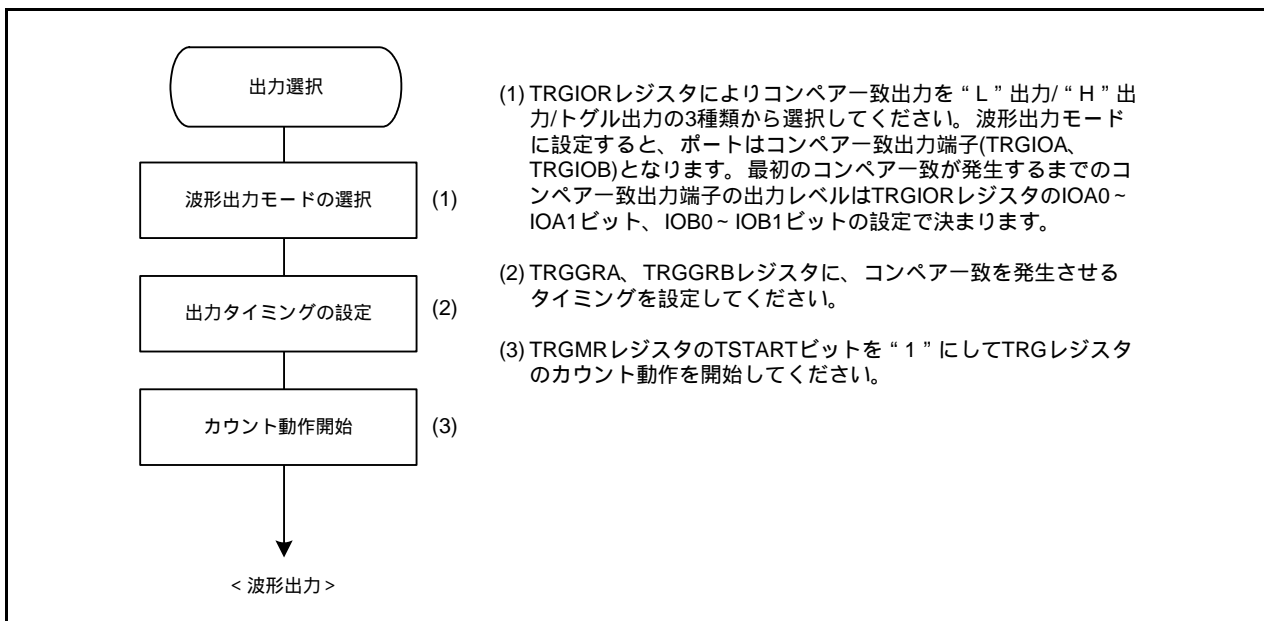 出力選択
波形出力モードの選択 (1)
出力タイミングの設定 (2)
カウント動作開始 (3)
< 波形出力 >
(1) TRGIORレジスタによりコンペア一致出力を“ L ”出力/“ H ”出
力/トグル出力の3種類から選択してください。波形出力モード
に設定すると、ポートはコンペア一致出力端子(TRGIOA、
TRGIOB)となります。最初のコンペア一致が発生するまでのコ
ンペア一致出力端子の出力レベルはTRGIORレジスタのIOA0~
IOA1ビット、IOB0~IOB1ビットの設定で決まります。
(2) TRGGRA、TRGGRBレジスタに、コンペア一致を発生させる
タイミングを設定してください。
(3) TRGMRレジスタのTSTARTビットを“ 1 ”にしてTRGレジスタ
のカウント動作を開始してください。